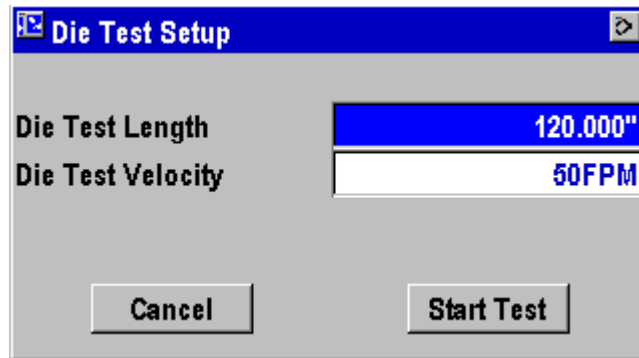 Die Test Setup
Die Test Length 120.000"
Die Test Velocity 50FPM
Cancel Start Test